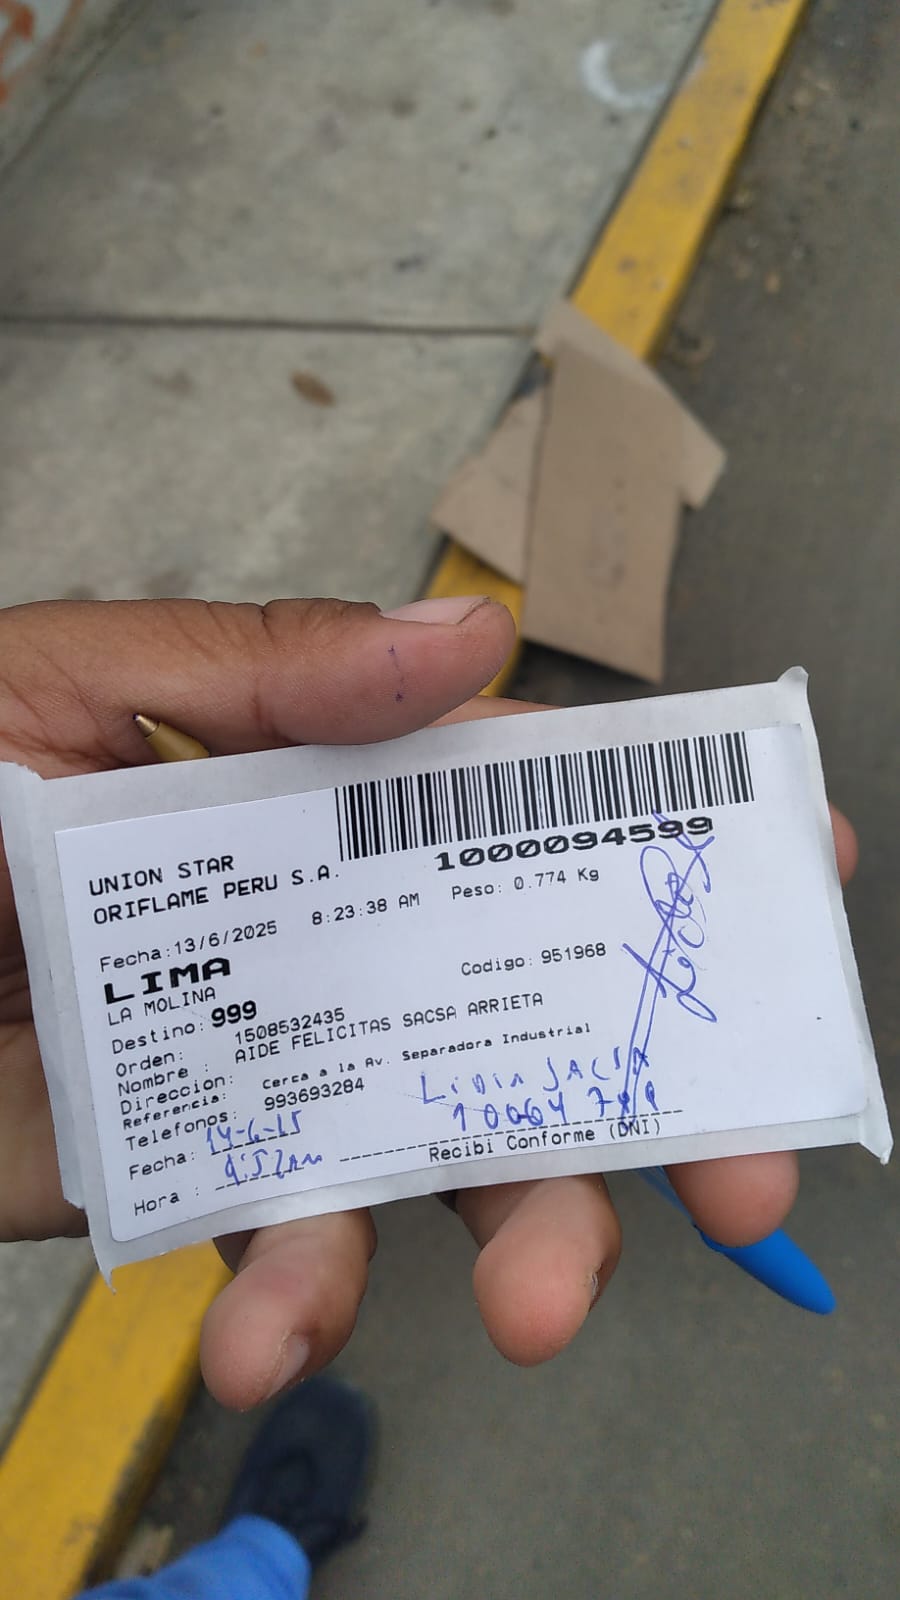 1000094599
UNION STAR
ORIFLAME PERU S.A.
Fecha:13/6/2025 8:23:38 AM Peso: 0.774 Kg
LIMA
LA MOLINA Codigo: 951968
Destino: 999
Orden: 1508532435
Nombre : AIDE FELICITAS SACSA ARRIETA
Direccion:
Referencia: Cerca a la Av. Separadora Industrial
Telefonos: 993693284
Lidia SACSA
Fecha: 14-6-25
Hora :
Recibi Conforme (DNI)